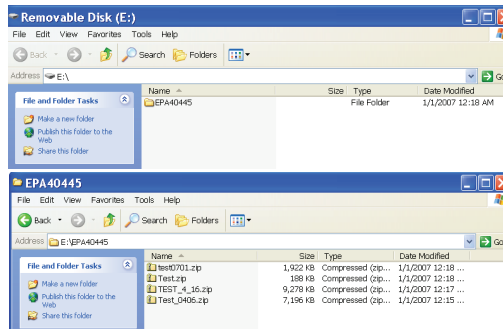 Removable Disk (E:)
File Edit View Favorites Tools Help
Back Search Folders
Address E:\ Go
Name Size Type Date Modified
File and Folder Tasks
EPA40445 File Folder 1/1/2007 12:18 AM
Make a new folder
Publish this folder to the
Web
Share this folder
EPA40445
File Edit View Favorites Tools Help
Back Search Folders
Address E:\EPA40445 Go
Name Size Type Date Modified
File and Folder Tasks
test0701.zip 1,922 KB Compressed (zip... 1/1/2007 12:18 ...
Test.zip 188 KB Compressed (zip... 1/1/2007 12:18 ...
TEST_4_16.zip 9,278 KB Compressed (zip... 1/1/2007 12:17 ...
Test_0406.zip 7,196 KB Compressed (zip... 1/1/2007 12:15 ...
Make a new folder
Publish this folder to the
Web
Share this folder